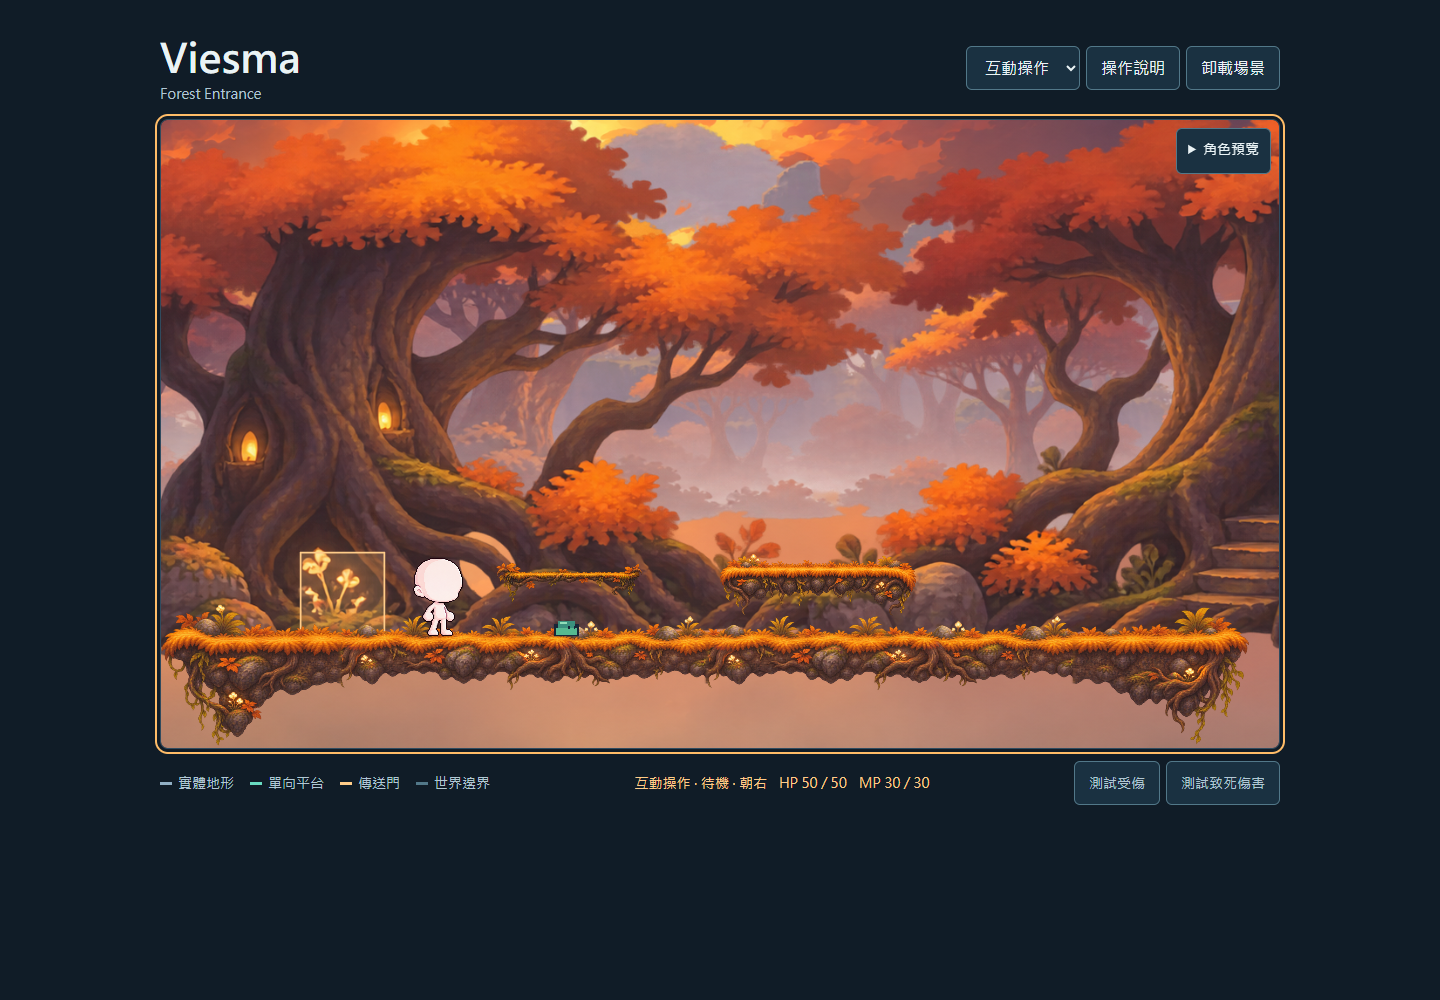 Viesma
Forest Entrance
互動操作
操作說明
卸載場景
▶ 角色預覽
實體地形
單向平台
傳送門
世界邊界
互動操作 · 待機 · 朝右 HP 50 / 50 MP 30 / 30
測試受傷
測試致死傷害